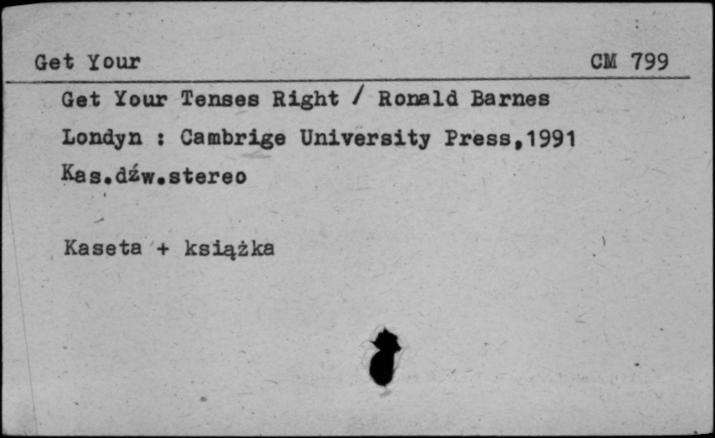 Get Your CM 799
Get Your Tenses Right / Ronald Barnes
Londyn : Cambrige University Press,1991
Kas.dźw.stereo
Kaseta + książka